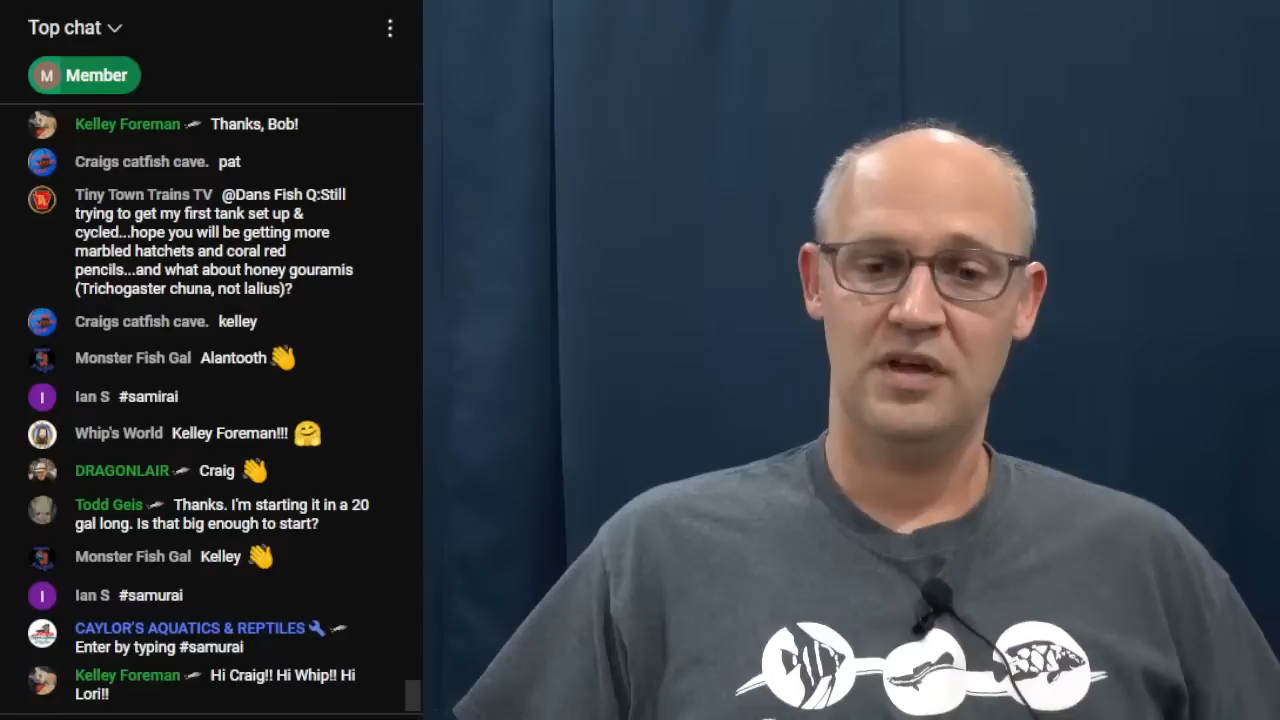 Top chat
M Member
Kelley Foreman Thanks, Bob!
Craigs catfish cave. pat
Tiny Town Trains TV @Dans Fish Q:Still
trying to get my first tank set up &
cycled...hope you will be getting more
marbled hatchets and coral red
pencils...and what about honey gouramis
(Trichogaster chuna, not lalius)?
Craigs catfish cave. kelley
Monster Fish Gal Alantooth 👋
I Ian S #samirai
Whip's World Kelley Foreman!!! 🤗
DRAGONLAIR Craig 👋
Todd Geis Thanks. I'm starting it in a 20
gal long. Is that big enough to start?
Monster Fish Gal Kelley 👋
I Ian S #samurai
CAYLOR'S AQUATICS & REPTILES
Enter by typing #samurai
Kelley Foreman Hi Craig!! Hi Whip!! Hi
Lori!!